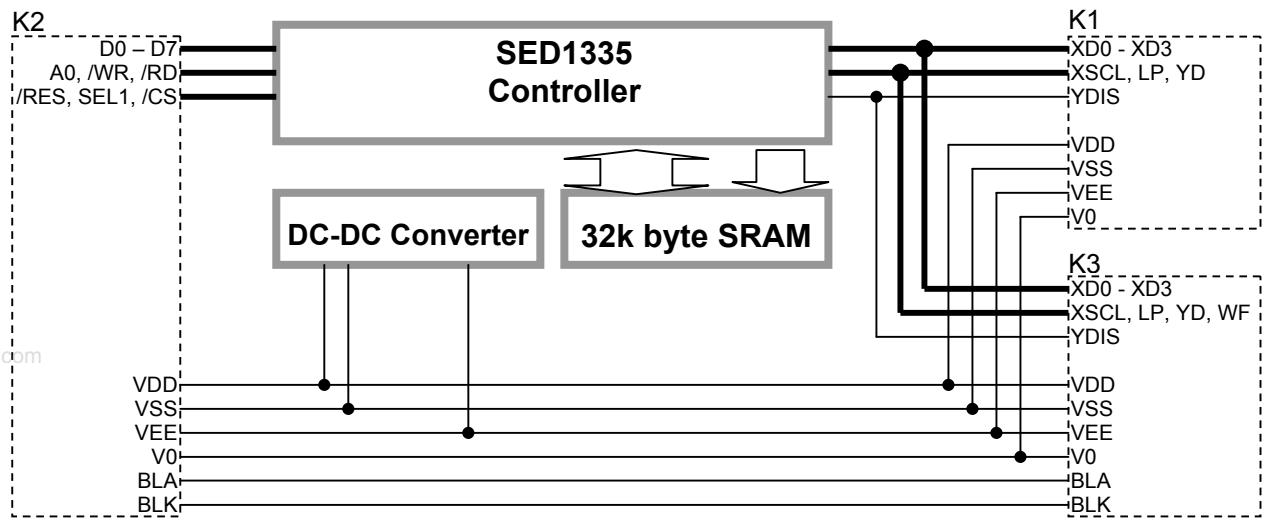 K2
D0 – D7
A0, /WR, /RD
/RES, SEL1, /CS
VDD
VSS
VEE
V0
BLA
BLK
SED1335
Controller
DC-DC Converter
32k byte SRAM
K1
XD0 - XD3
XSCL, LP, YD
YDIS
VDD
VSS
VEE
V0
K3
XD0 - XD3
XSCL, LP, YD, WF
YDIS
VDD
VSS
VEE
V0
BLA
BLK
com